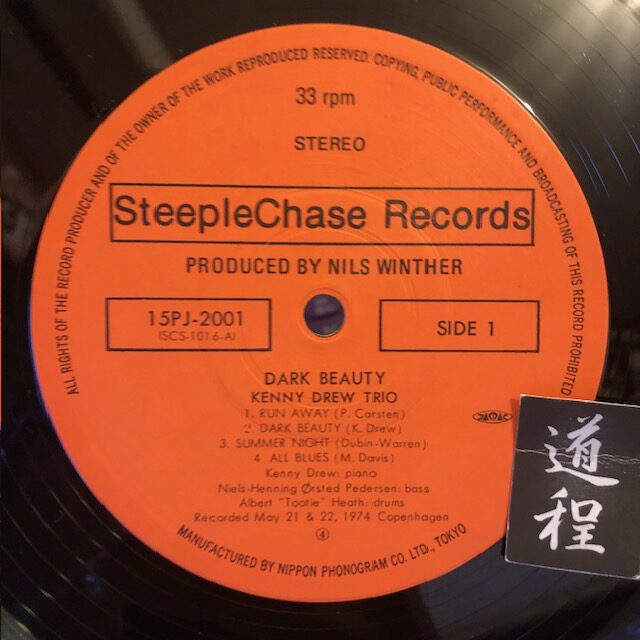 ALL RIGHTS OF THE RECORD PRODUCER AND OF THE OWNER OF THE WORK REPRODUCED RESERVED. COPYING, PUBLIC PERFORMANCE AND BROADCASTING OF THIS RECORD PROHIBITED
33 rpm
STEREO
SteepleChase Records
PRODUCED BY NILS WINTHER
15PJ-2001
(SCS-1016-A)
SIDE 1
DARK BEAUTY
KENNY DREW TRIO
1. RUN AWAY (P. Carsten)
2. DARK BEAUTY (K. Drew)
3. SUMMER NIGHT (Dubin-Warren)
4 ALL BLUES (M. Davis)
Kenny Drew: piano
Niels-Henning Ørsted Pedersen: bass
Albert "Tootie" Heath: drums
Recorded May 21 & 22, 1974 Copenhagen
④
MANUFACTURED BY NIPPON PHONOGRAM CO. LTD., TOKYO
JASRAC
道程